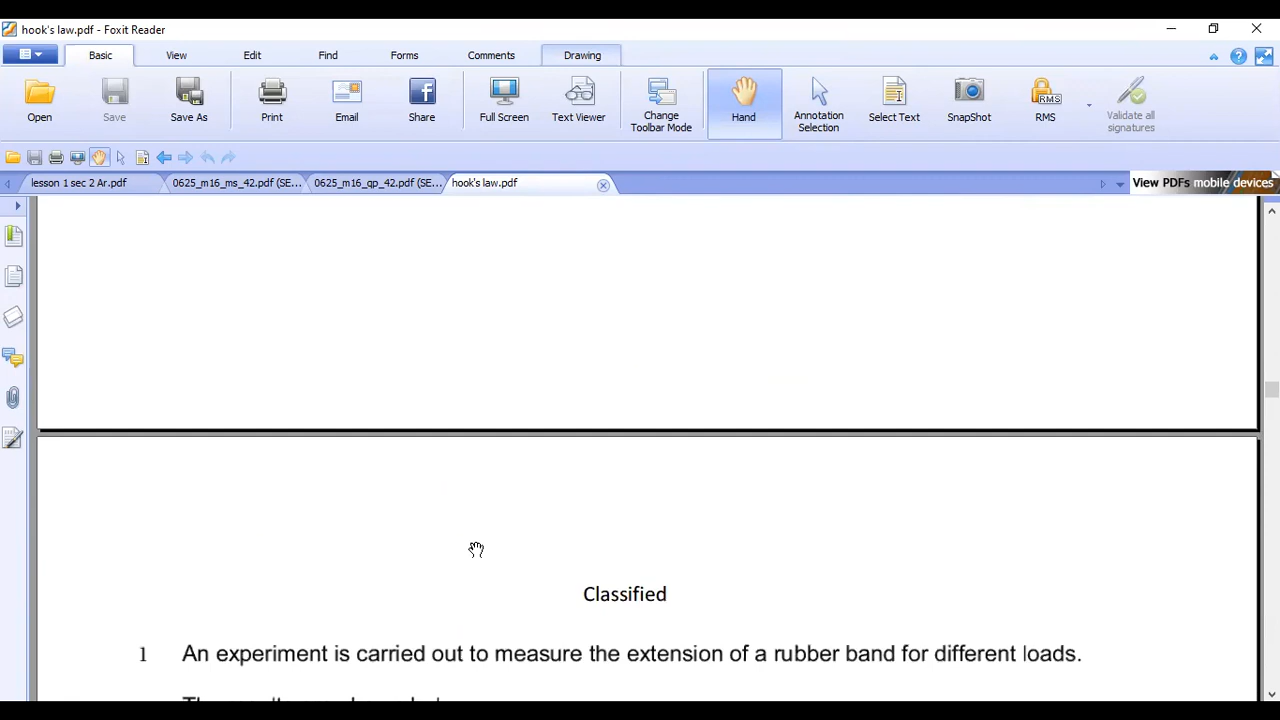 hook's law.pdf - Foxit Reader
Basic View Edit Find Forms Comments Drawing
Open Save Save As Print Email Share Full Screen Text Viewer Change Toolbar Mode Hand Annotation Selection Select Text SnapShot RMS Validate all signatures
lesson 1 sec 2 Ar.pdf 0625_m16_ms_42.pdf (SE... 0625_m16_qp_42.pdf (SE... hook's law.pdf View PDFs mobile devices
Classified
1 An experiment is carried out to measure the extension of a rubber band for different loads.